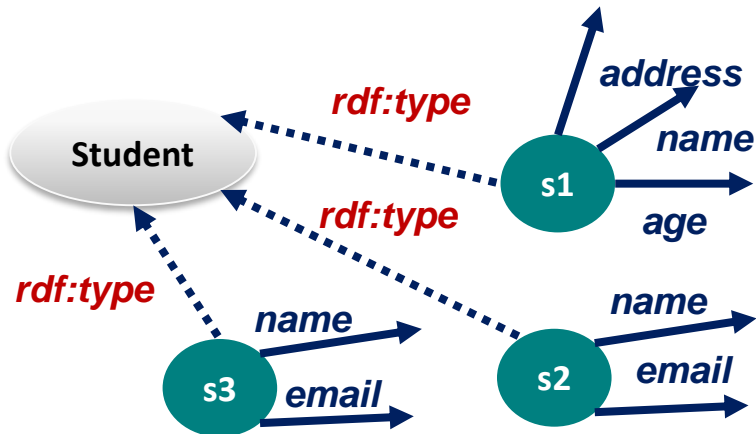 address
rdf:type
name
Student
s1
rdf:type
age
rdf:type
name
name
s3
email
s2
email